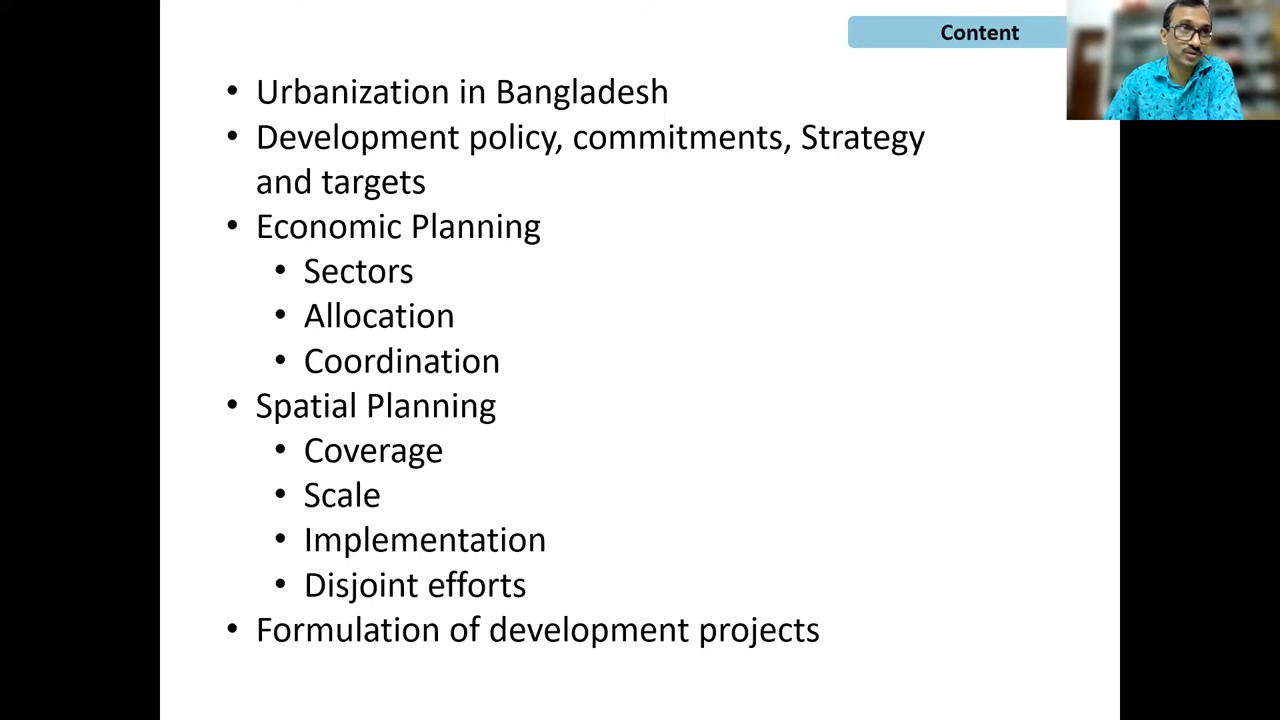 Content
• Urbanization in Bangladesh
• Development policy, commitments, Strategy
and targets
• Economic Planning
• Sectors
• Allocation
• Coordination
• Spatial Planning
• Coverage
• Scale
• Implementation
• Disjoint efforts
• Formulation of development projects